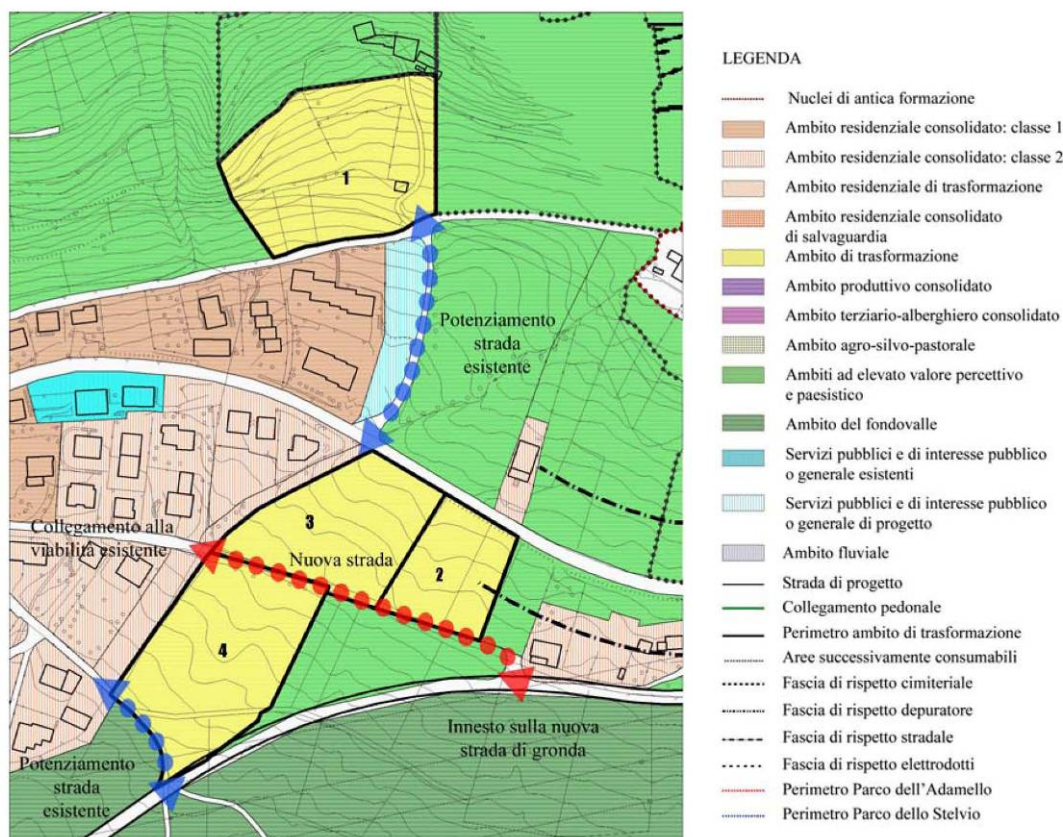 1
Potenziamento
strada
esistente
Collegamento alla
viabilità esistente
3
Nuova strada
2
4
Potenziamento
strada
esistente
Innesto sulla nuova
strada di gronda
LEGENDA
Nuclei di antica formazione
Ambito residenziale consolidato: classe 1
Ambito residenziale consolidato: classe 2
Ambito residenziale di trasformazione
Ambito residenziale consolidato
di salvaguardia
Ambito di trasformazione
Ambito produttivo consolidato
Ambito terziario-alberghiero consolidato
Ambito agro-silvo-pastorale
Ambiti ad elevato valore percettivo
e paesistico
Ambito del fondovalle
Servizi pubblici e di interesse pubblico
o generale esistenti
Servizi pubblici e di interesse pubblico
o generale di progetto
Ambito fluviale
Strada di progetto
Collegamento pedonale
Perimetro ambito di trasformazione
Aree successivamente consumabili
Fascia di rispetto cimiteriale
Fascia di rispetto depuratore
Fascia di rispetto stradale
Fascia di rispetto elettrodotti
Perimetro Parco dell'Adamello
Perimetro Parco dello Stelvio